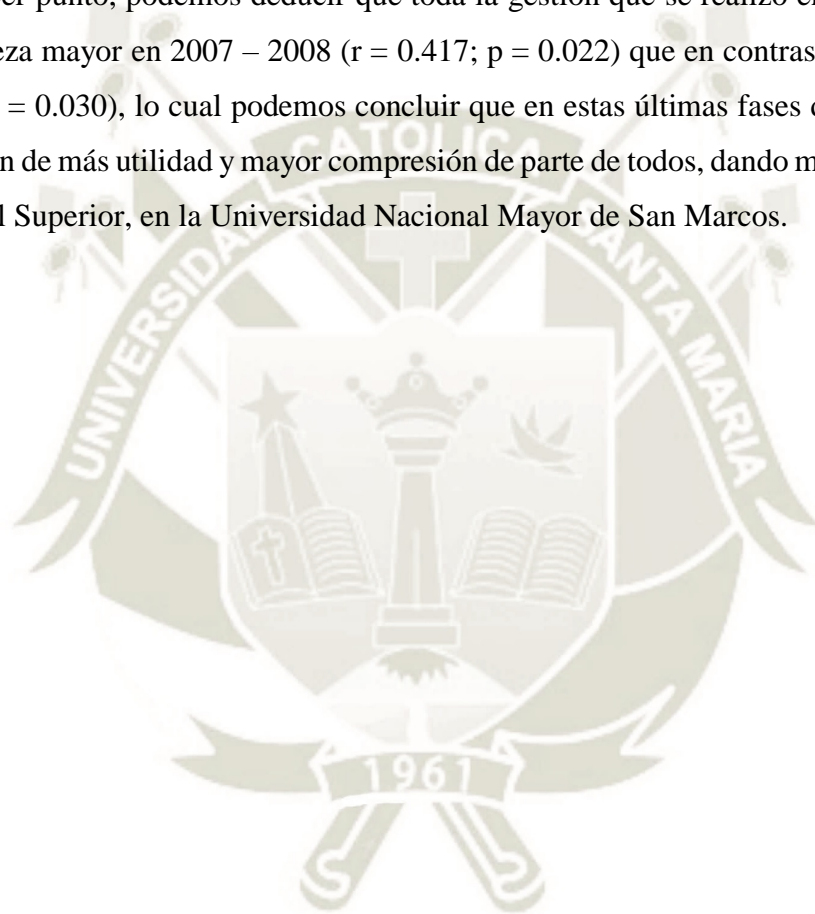 er punto, podemos deducir que toda la gestión que se realizó e
eza mayor en 2007 – 2008 (r = 0.417; p = 0.022) que en contras
= 0.030), lo cual podemos concluir que en estas últimas fases
n de más utilidad y mayor compresión de parte de todos, dando m
l Superior, en la Universidad Nacional Mayor de San Marcos.
UNIVERSIDAD CATOLICA SANTA MARIA
1961